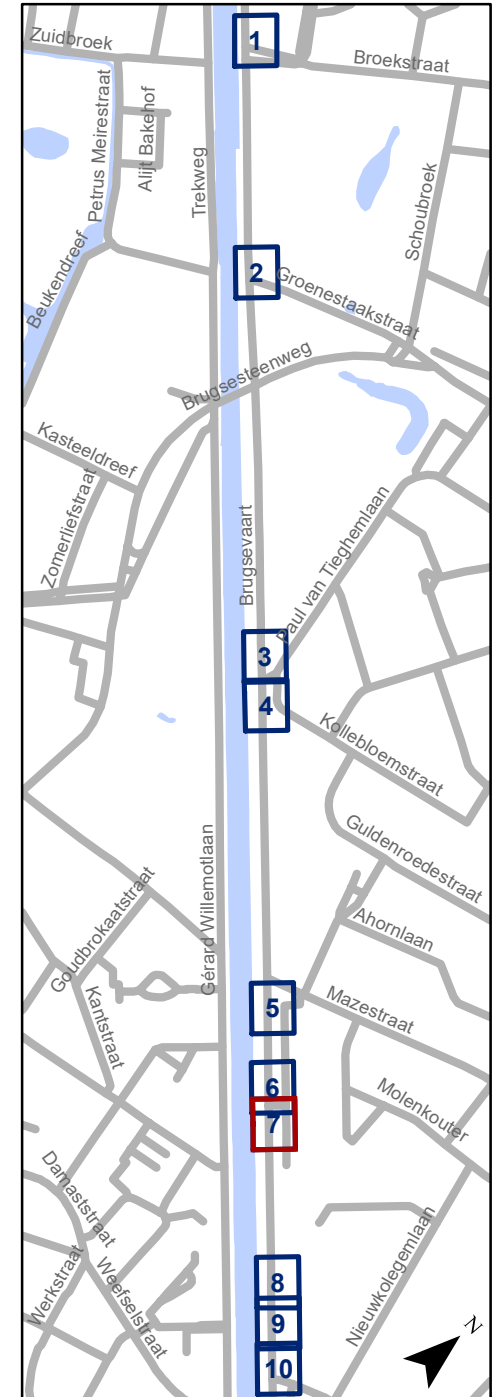 Zuidbroek
1
Broekstraat
Petrus Meirestraat
Alijt Bakehof
Trekweg
Schoubroek
Beukendreef
2
Groenestaakstraat
Brugsesteenweg
Kasteeldreef
Zomerliefstraat
Brugsevaart
Paul van Tieghemlaan
3
4
Kollebloemstraat
Guldenroedestraat
Gérard Willemotlaan
Goudbrokaatstraat
Ahornlaan
Kantstraat
5
Mazestraat
6
7
Molenkouter
Damaststraat
Nieuwkolegemlaan
Werkstraat
Weefselstraat
8
9
10
N